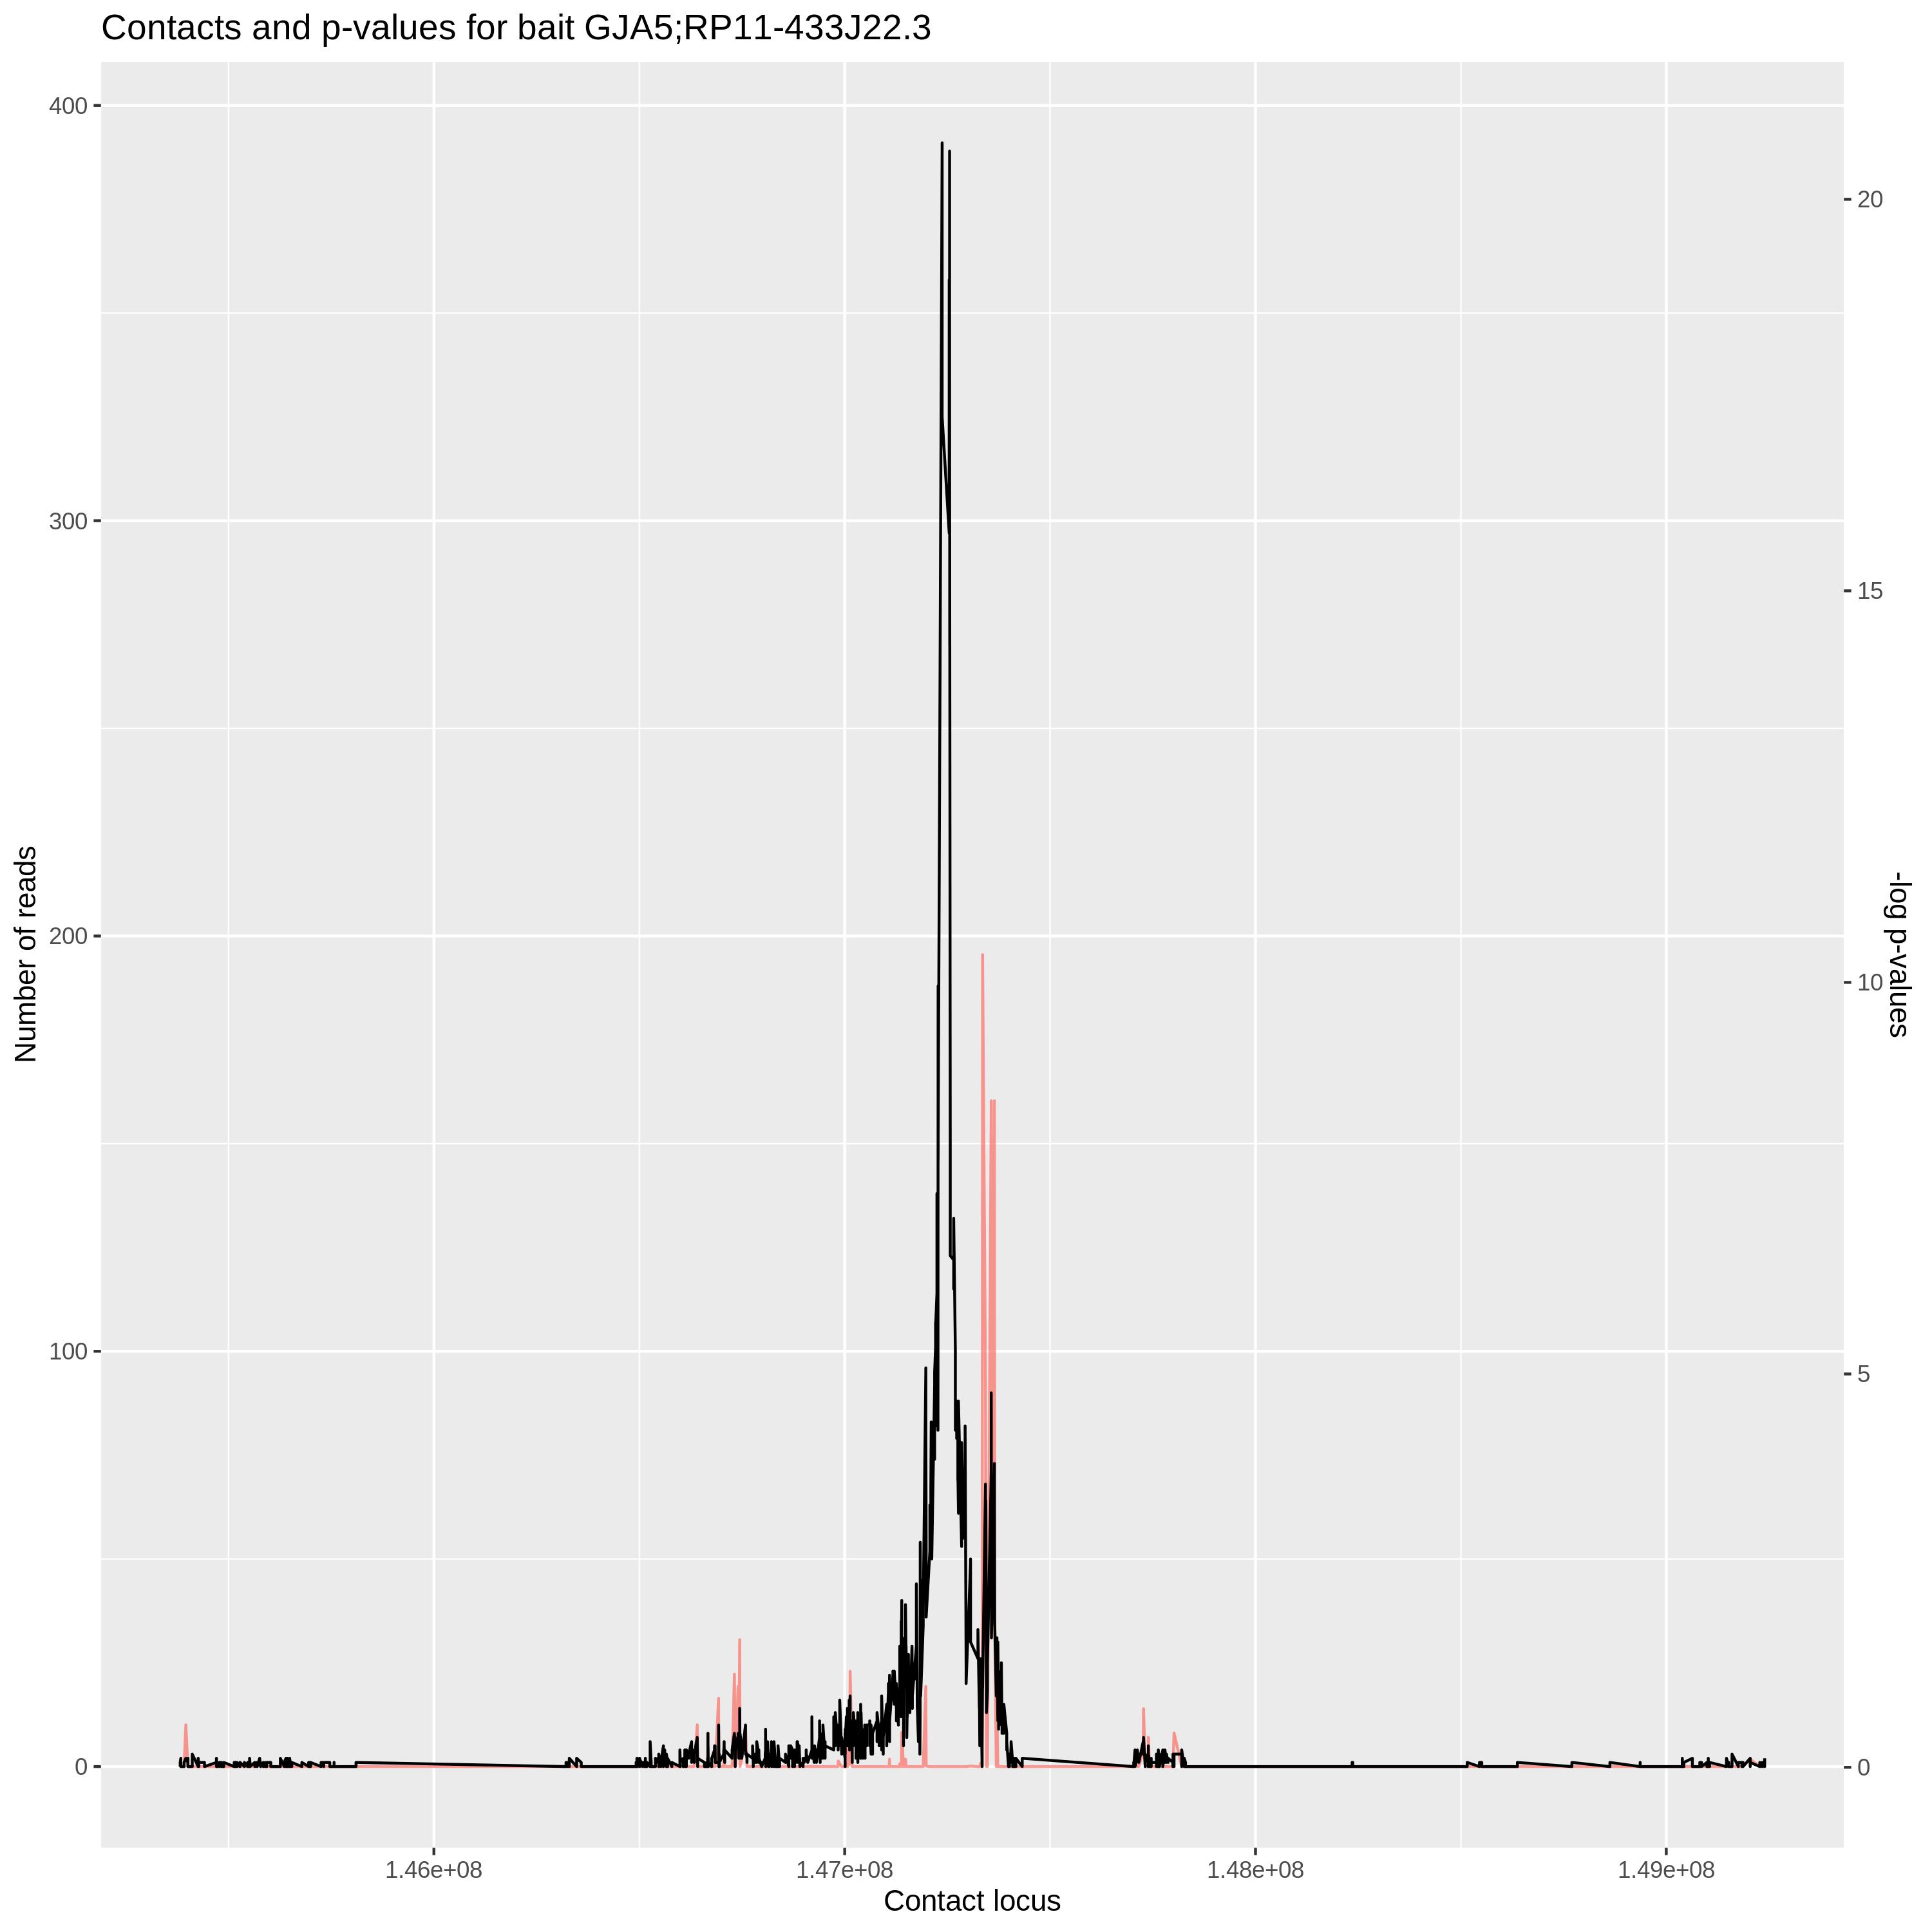 Contacts and p-values for bait GJA5;RP11-433J22.3
400
300
200
100
0
Number of reads
20
15
10
5
0
-log p-values
1.46e+08
1.47e+08
1.48e+08
1.49e+08
Contact locus